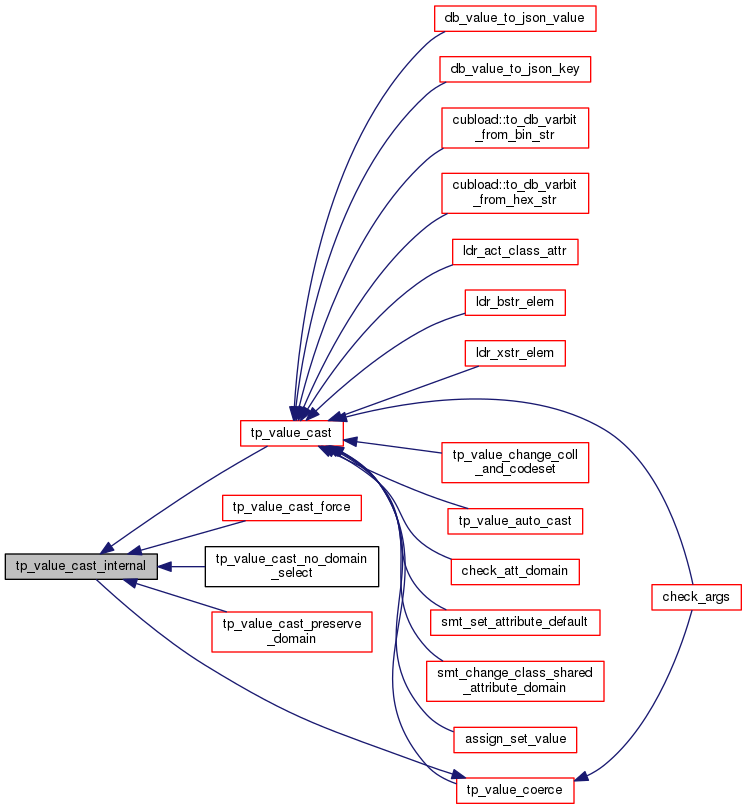 db_value_to_json_value
db_value_to_json_key
cubload::to_db_varbit
_from_bin_str
cubload::to_db_varbit
_from_hex_str
ldr_act_class_attr
ldr_bstr_elem
ldr_xstr_elem
tp_value_cast
tp_value_change_coll
_and_codeset
tp_value_cast_force
tp_value_auto_cast
tp_value_cast_internal
tp_value_cast_no_domain
_select
check_att_domain
check_args
tp_value_cast_preserve
_domain
smt_set_attribute_default
smt_change_class_shared
_attribute_domain
assign_set_value
tp_value_coerce